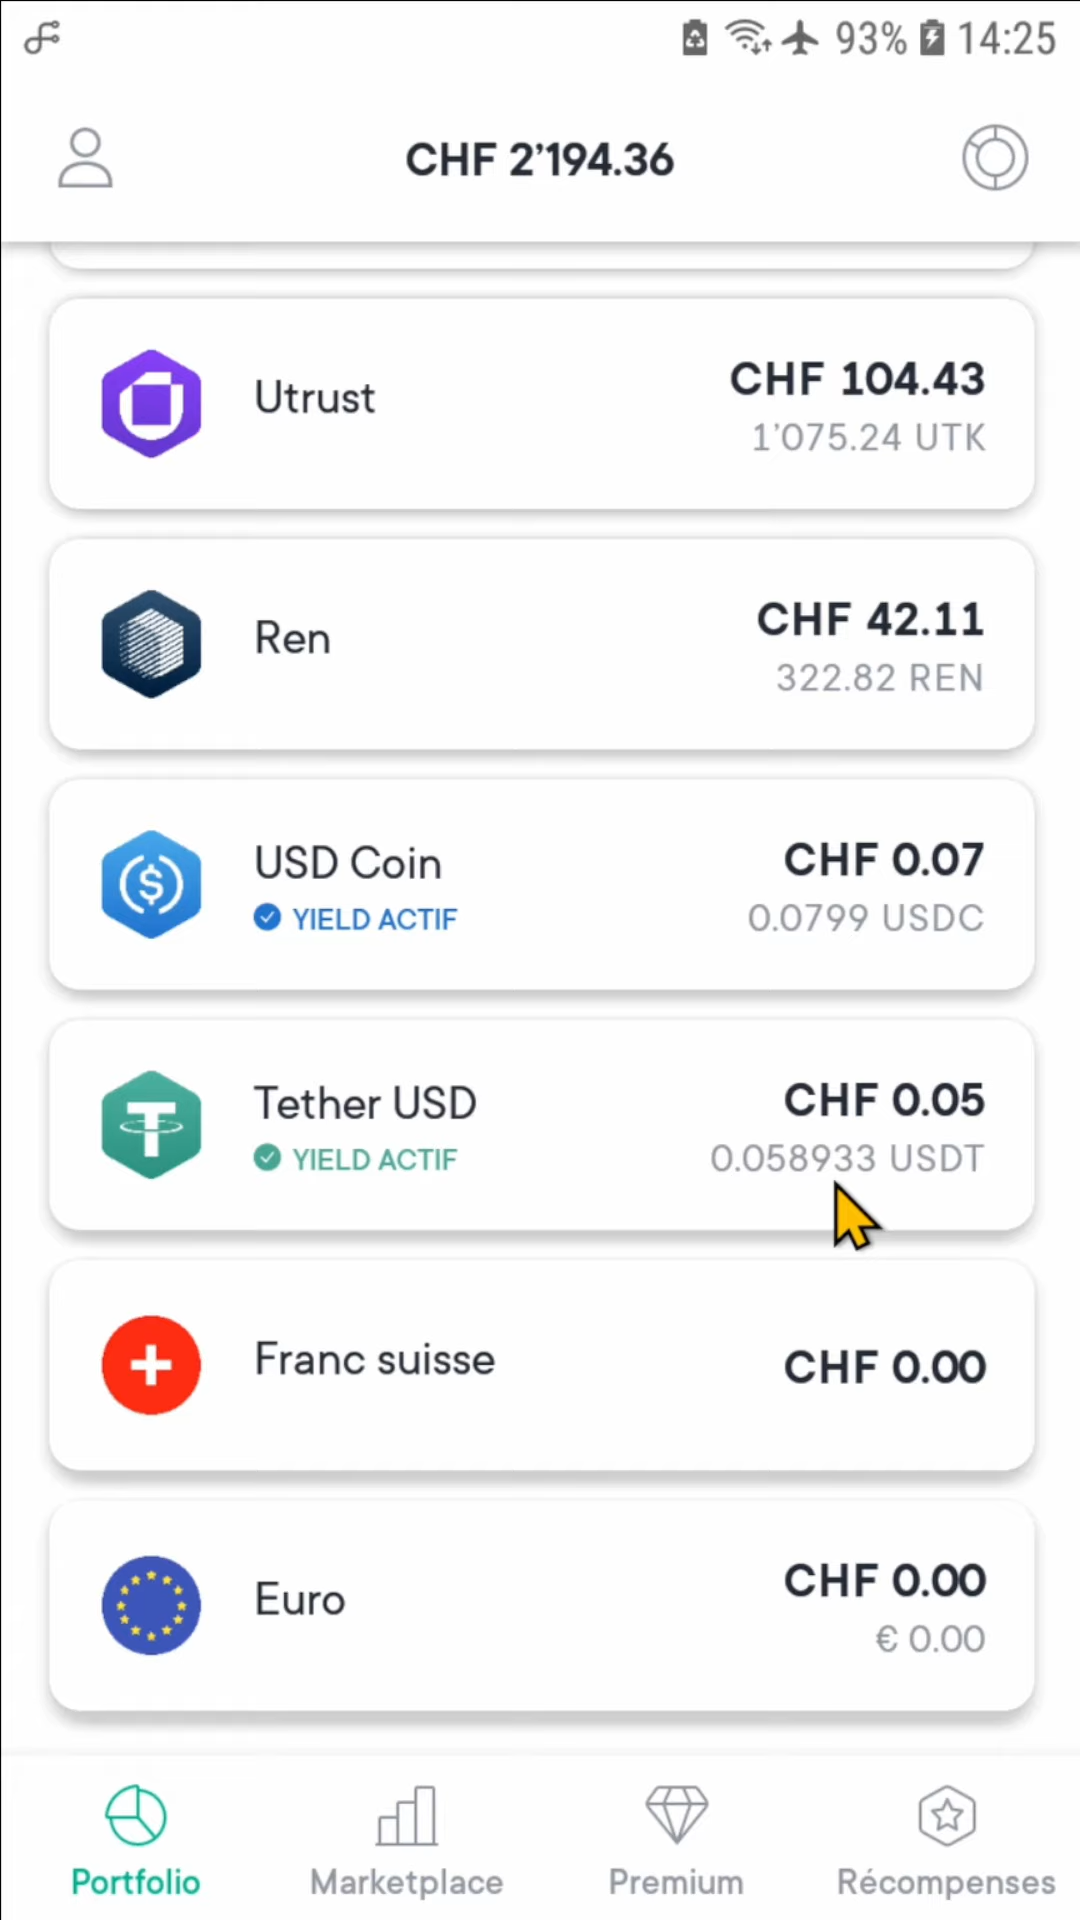 93% 14:25
CHF 2’194.36
Utrust
CHF 104.43
1’075.24 UTK
Ren
CHF 42.11
322.82 REN
USD Coin
YIELD ACTIF
CHF 0.07
0.0799 USDC
Tether USD
YIELD ACTIF
CHF 0.05
0.058933 USDT
Franc suisse
CHF 0.00
Euro
CHF 0.00
€ 0.00
Portfolio Marketplace Premium Récompenses